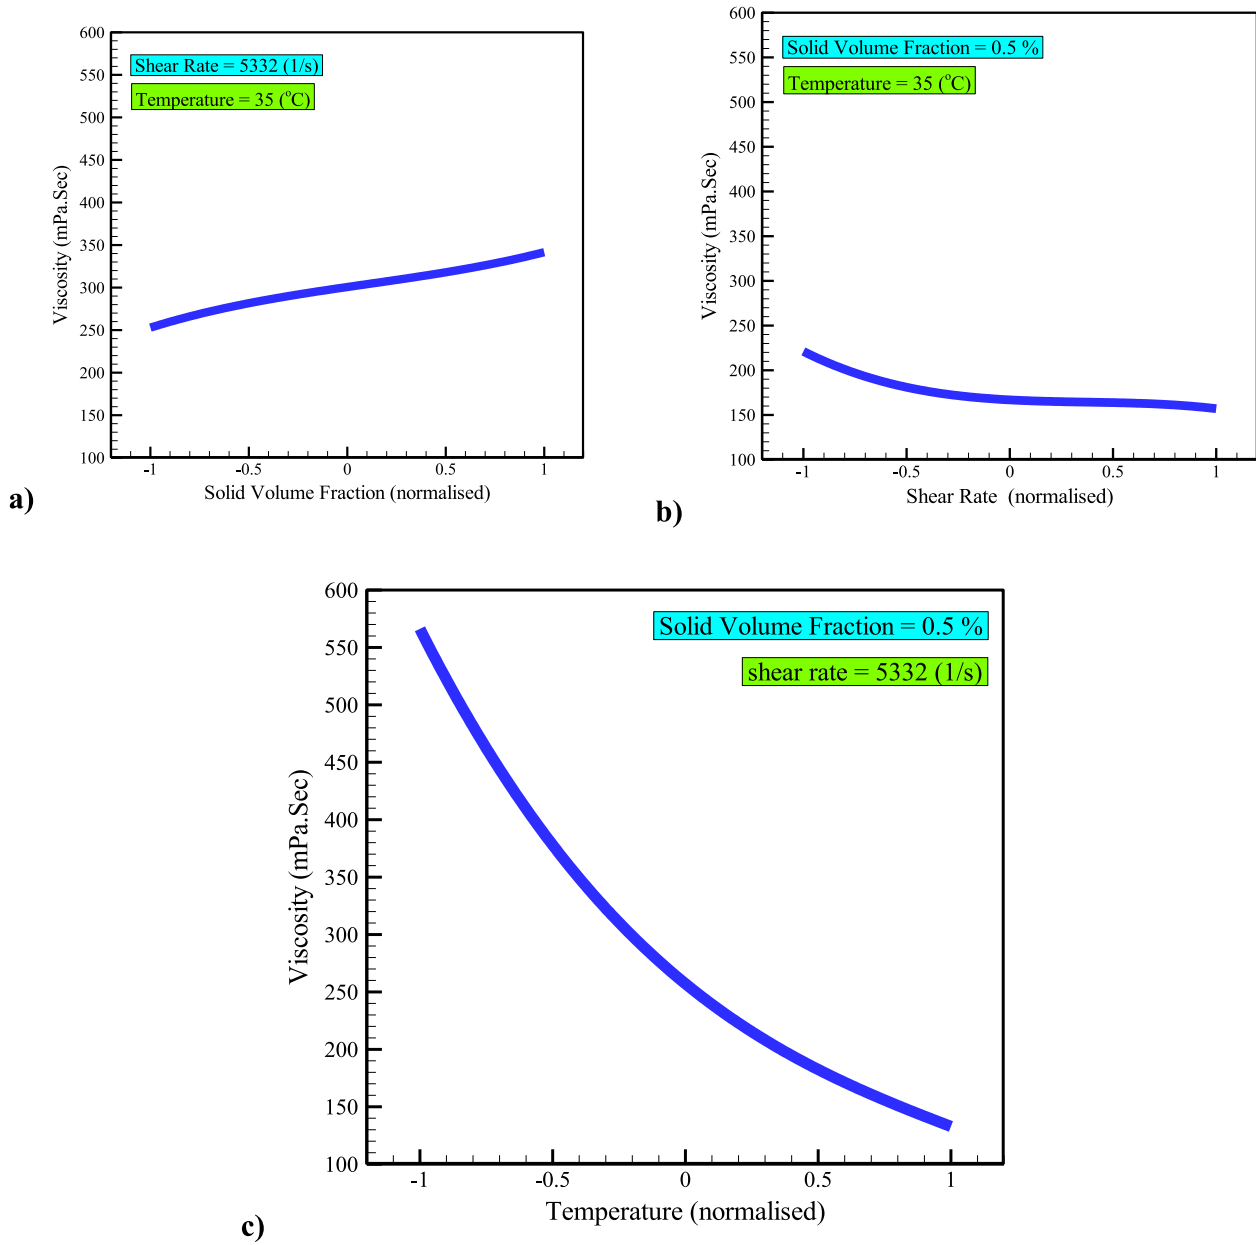 600
550
500
450
400
350
300
250
200
150
100
Viscosity (mPa.Sec)
Shear Rate = 5332 (1/s)
Temperature = 35 (°C)
-1 -0.5 0 0.5 1
Solid Volume Fraction (normalised)
a)
600
550
500
450
400
350
300
250
200
150
100
Viscosity (mPa.Sec)
Solid Volume Fraction = 0.5 %
Temperature = 35 (°C)
-1 -0.5 0 0.5 1
Shear Rate (normalised)
b)
600
550
500
450
400
350
300
250
200
150
100
Viscosity (mPa.Sec)
Solid Volume Fraction = 0.5 %
shear rate = 5332 (1/s)
-1 -0.5 0 0.5 1
Temperature (normalised)
c)